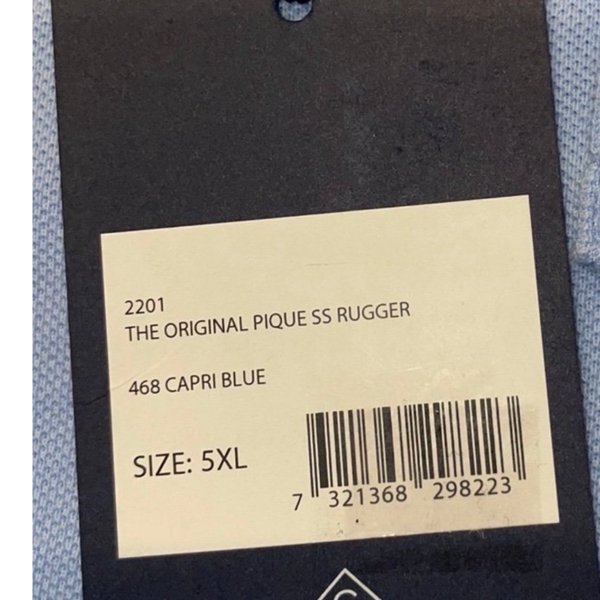 2201
THE ORIGINAL PIQUE SS RUGGER
468 CAPRI BLUE
SIZE: 5XL
7 321368 298223